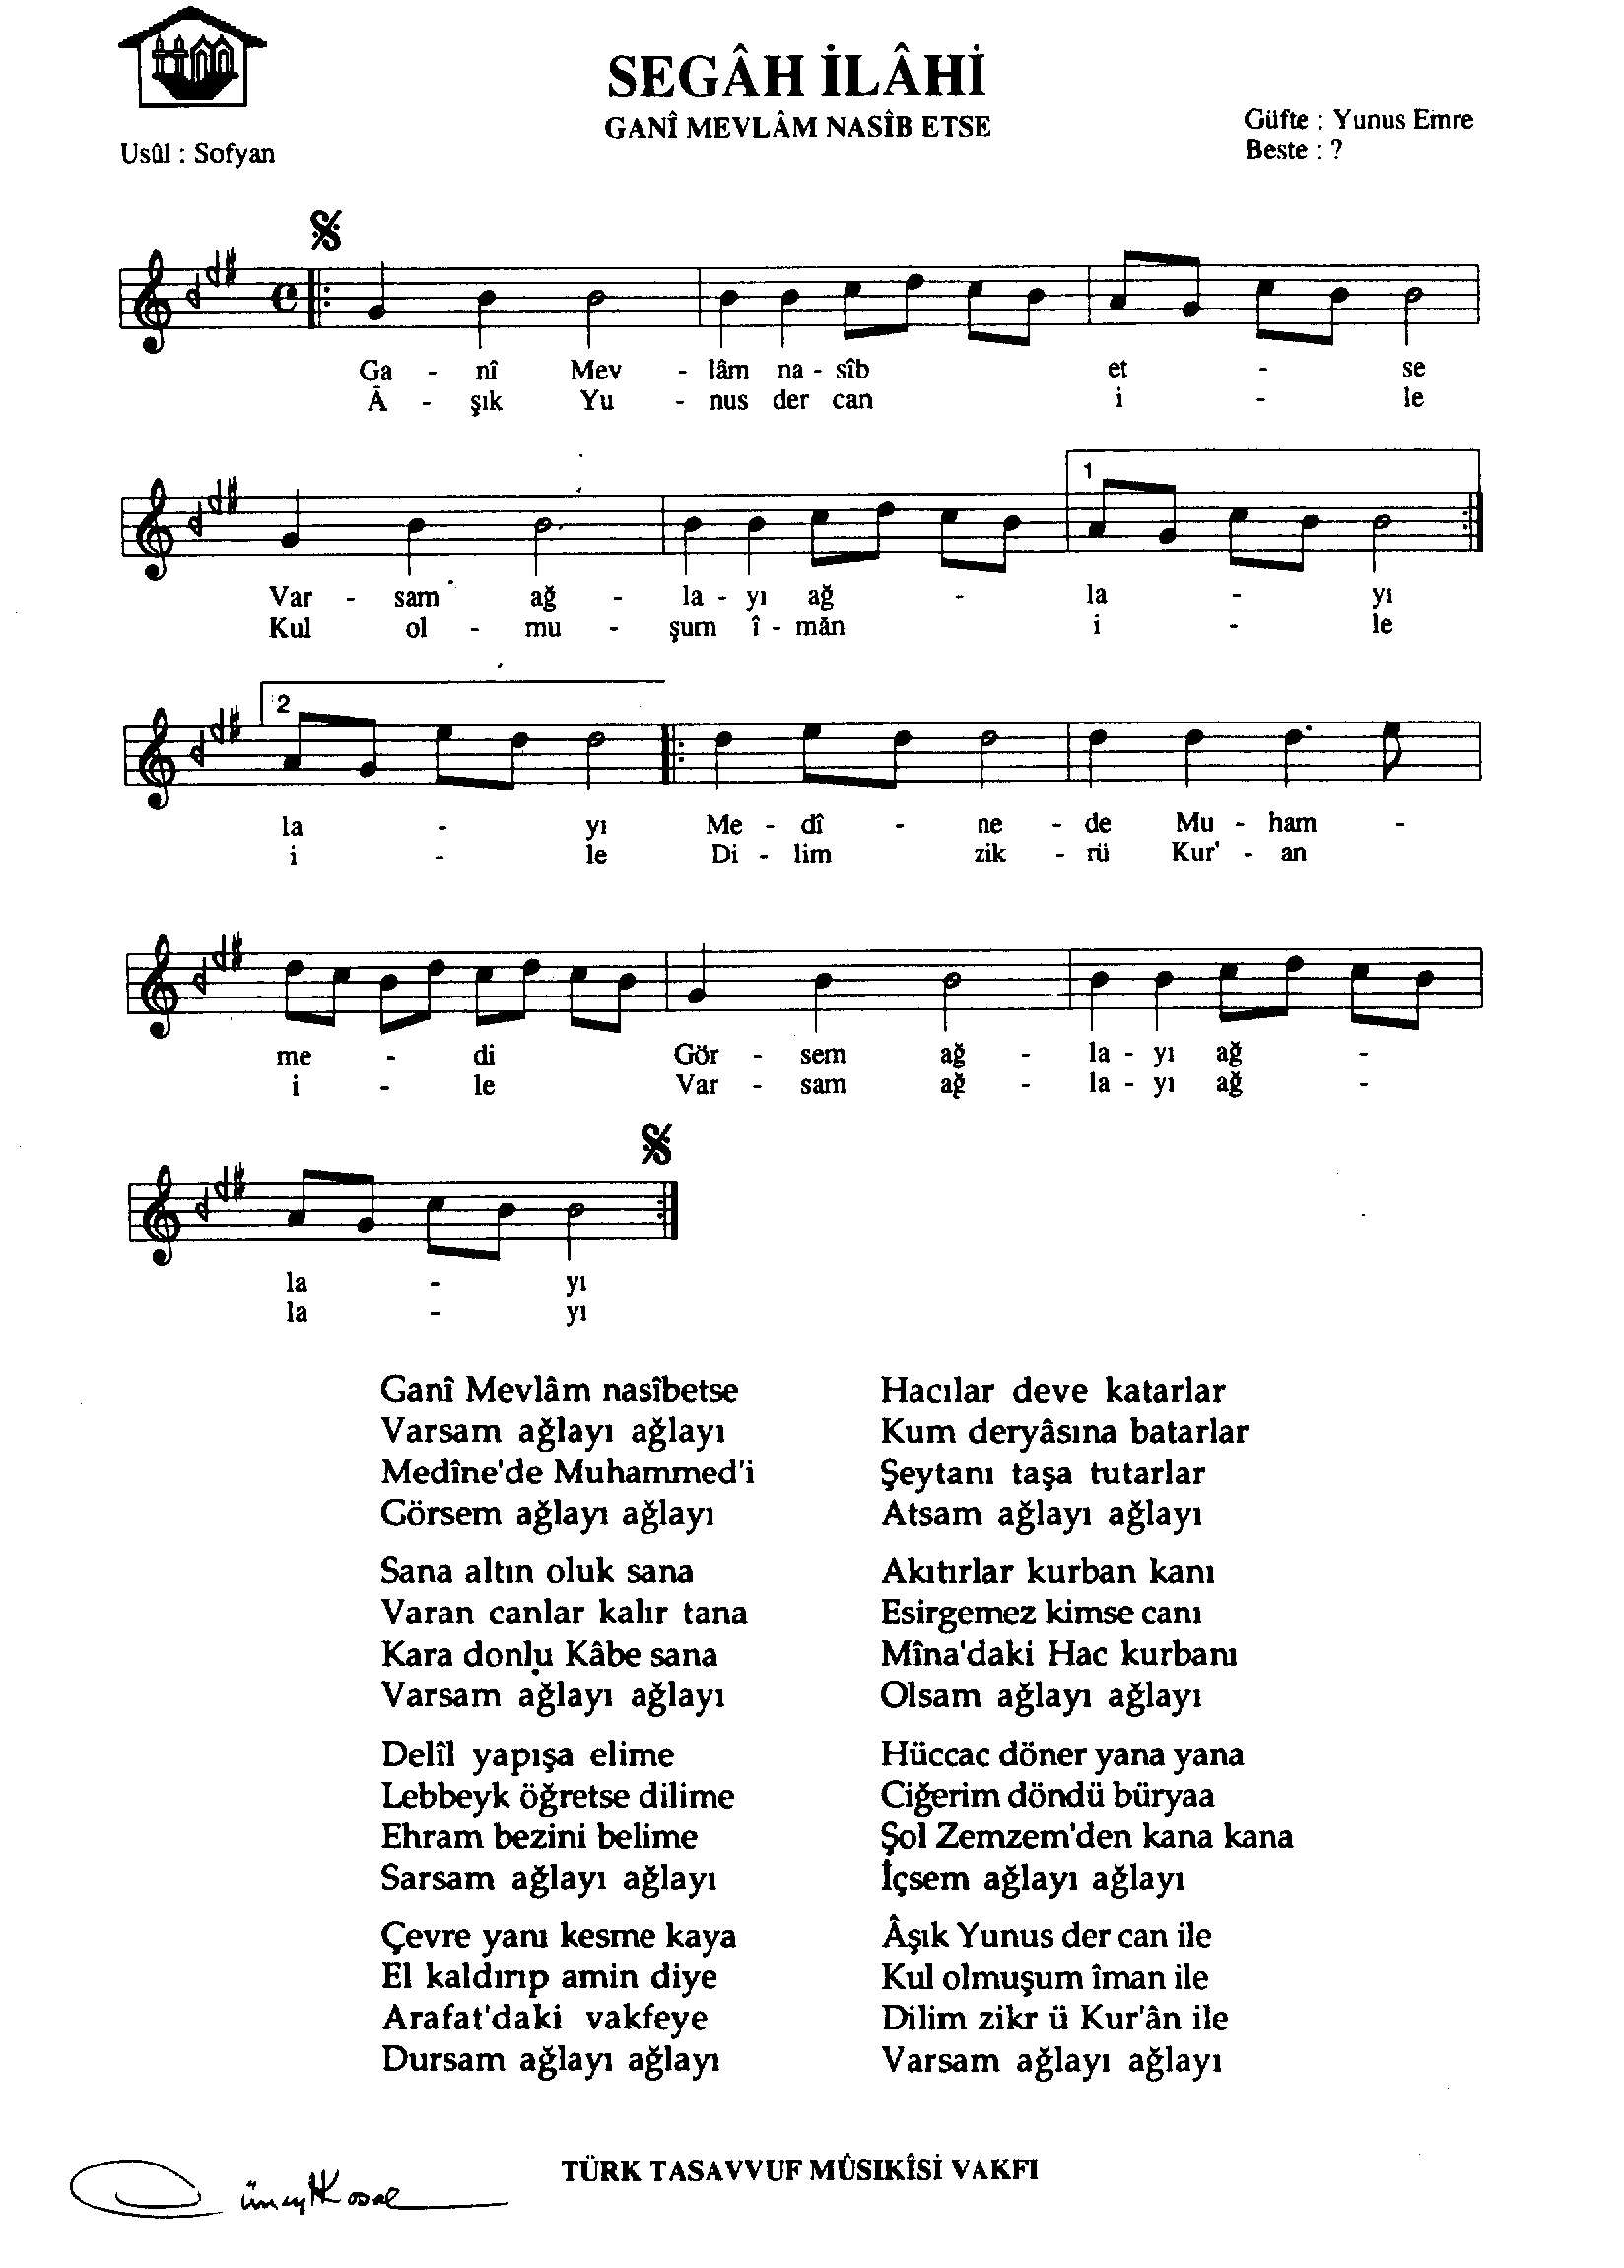 SEGÂH İLÂHİ
GANÎ MEVLÂM NASÎB ETSE
Usûl : Sofyan
Güfte : Yunus Emre
Beste : ?
Ga - nî Mev - lâm na - sîb et - se
Â - şık Yu - nus der can i - le
Var - sam ağ - la - yı ağ - la - yı
Kul ol - mu - şum î - mân i - le
1
2
la - yı Me - dî - ne - de Mu - ham -
i - le Di - lim zik - rü Kur' - an
me - di Gör - sem ağ - la - yı ağ -
i - le Var - sam ağ - la - yı ağ -
la - yı
la - yı
Ganî Mevlâm nasîbetse
Varsam ağlayı ağlayı
Medîne'de Muhammed'i
Görsem ağlayı ağlayı
Sana altın oluk sana
Varan canlar kalır tana
Kara donlu Kâbe sana
Varsam ağlayı ağlayı
Delîl yapışa elime
Lebbeyk öğretse dilime
Ehram bezini belime
Sarsam ağlayı ağlayı
Çevre yanı kesme kaya
El kaldırıp amin diye
Arafat'daki vakfeye
Dursam ağlayı ağlayı
Hacılar deve katarlar
Kum deryâsına batarlar
Şeytanı taşa tutarlar
Atsam ağlayı ağlayı
Akıtırlar kurban kanı
Esirgemez kimse canı
Mîna'daki Hac kurbanı
Olsam ağlayı ağlayı
Hüccac döner yana yana
Ciğerim döndü büryaa
Şol Zemzem'den kana kana
İçsem ağlayı ağlayı
Âşık Yunus der can ile
Kul olmuşum îman ile
Dilim zikr ü Kur'ân ile
Varsam ağlayı ağlayı
TÜRK TASAVVUF MÛSIKÎSİ VAKFI